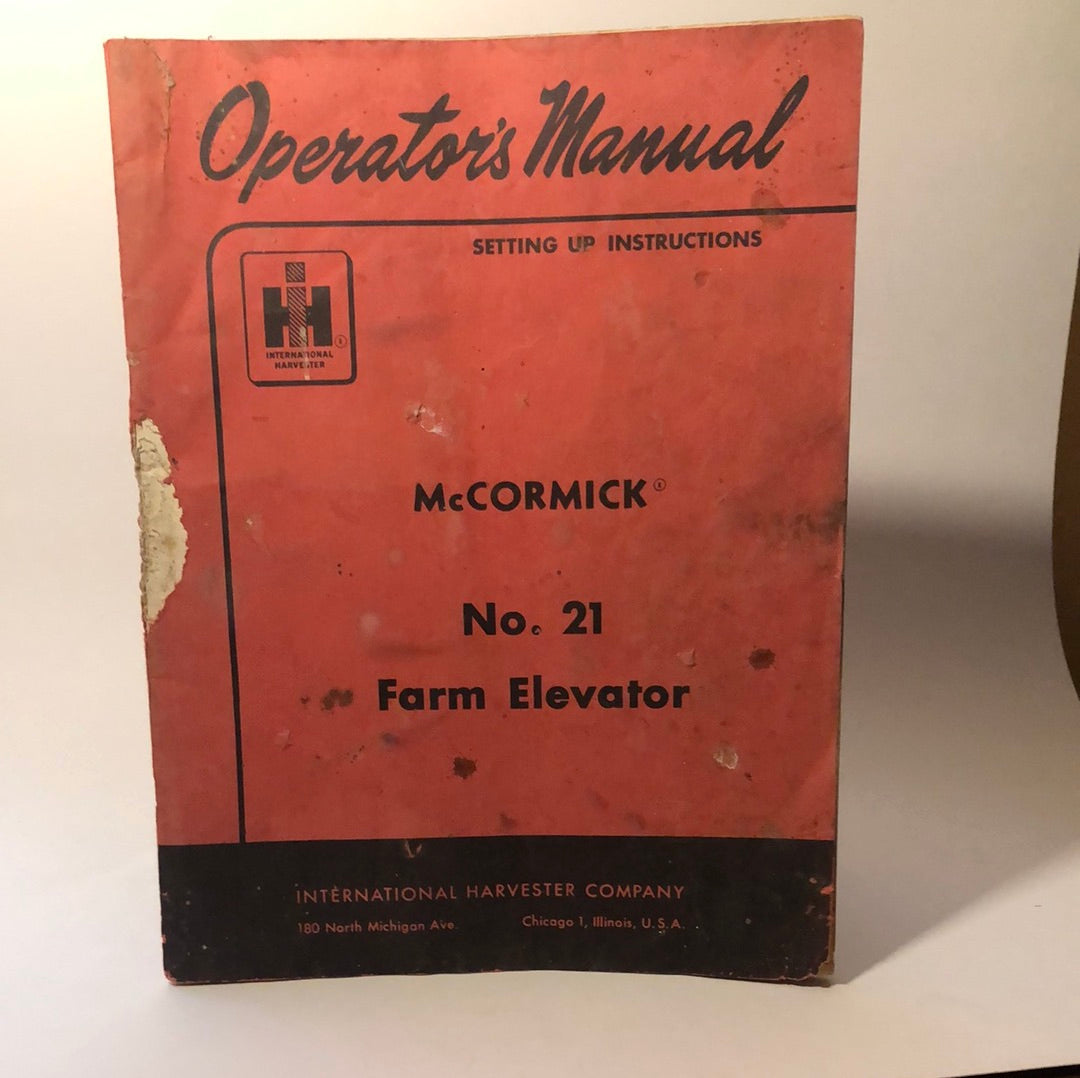 Operator's Manual
SETTING UP INSTRUCTIONS
IH
INTERNATIONAL
HARVESTER
®
McCORMICK®
No. 21
Farm Elevator
INTERNATIONAL HARVESTER COMPANY
180 North Michigan Ave.
Chicago 1, Illinois, U.S.A.